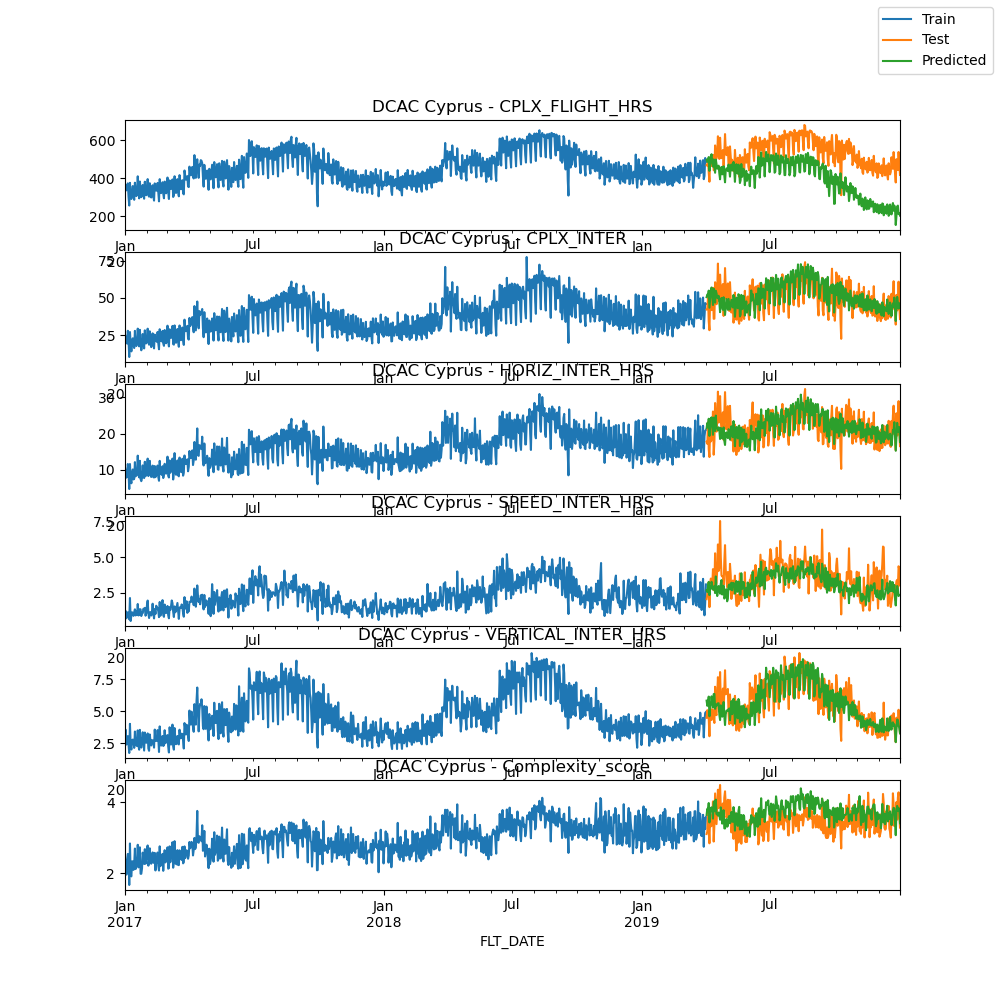 Train
Test
Predicted
DCAC Cyprus - CPLX_FLIGHT_HRS
600
400
200
Jan Jul Jan Jul Jan Jul
DCAC Cyprus - CPLX_INTER
75
50
25
Jan Jul Jan Jul Jan Jul
DCAC Cyprus - HORIZ_INTER_HRS
30
20
10
Jan Jul Jan Jul Jan Jul
DCAC Cyprus - SPEED_INTER_HRS
7.5
5.0
2.5
Jan Jul Jan Jul Jan Jul
DCAC Cyprus - VERTICAL_INTER_HRS
7.5
5.0
2.5
Jan Jul Jan Jul Jan Jul
DCAC Cyprus - Complexity_score
4
2
Jan Jul Jan Jul Jan Jul
2017 2018 2019
FLT_DATE